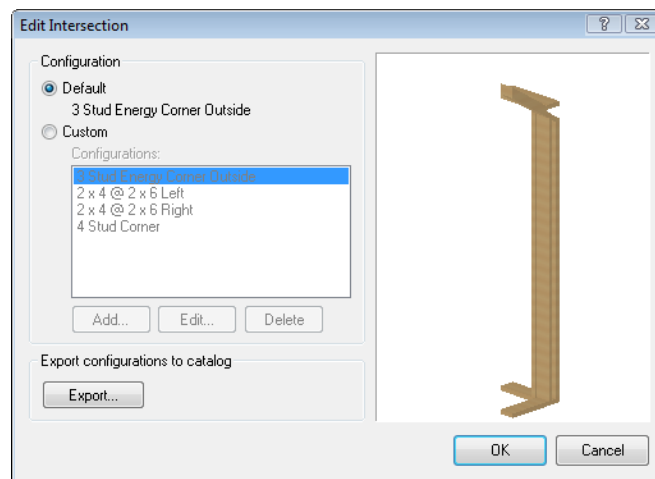 Edit Intersection
Configuration
Default
3 Stud Energy Corner Outside
Custom
Configurations:
3 Stud Energy Corner Outside
2 x 4 @ 2 x 6 Left
2 x 4 @ 2 x 6 Right
4 Stud Corner
Add... Edit... Delete
Export configurations to catalog
Export...
OK Cancel